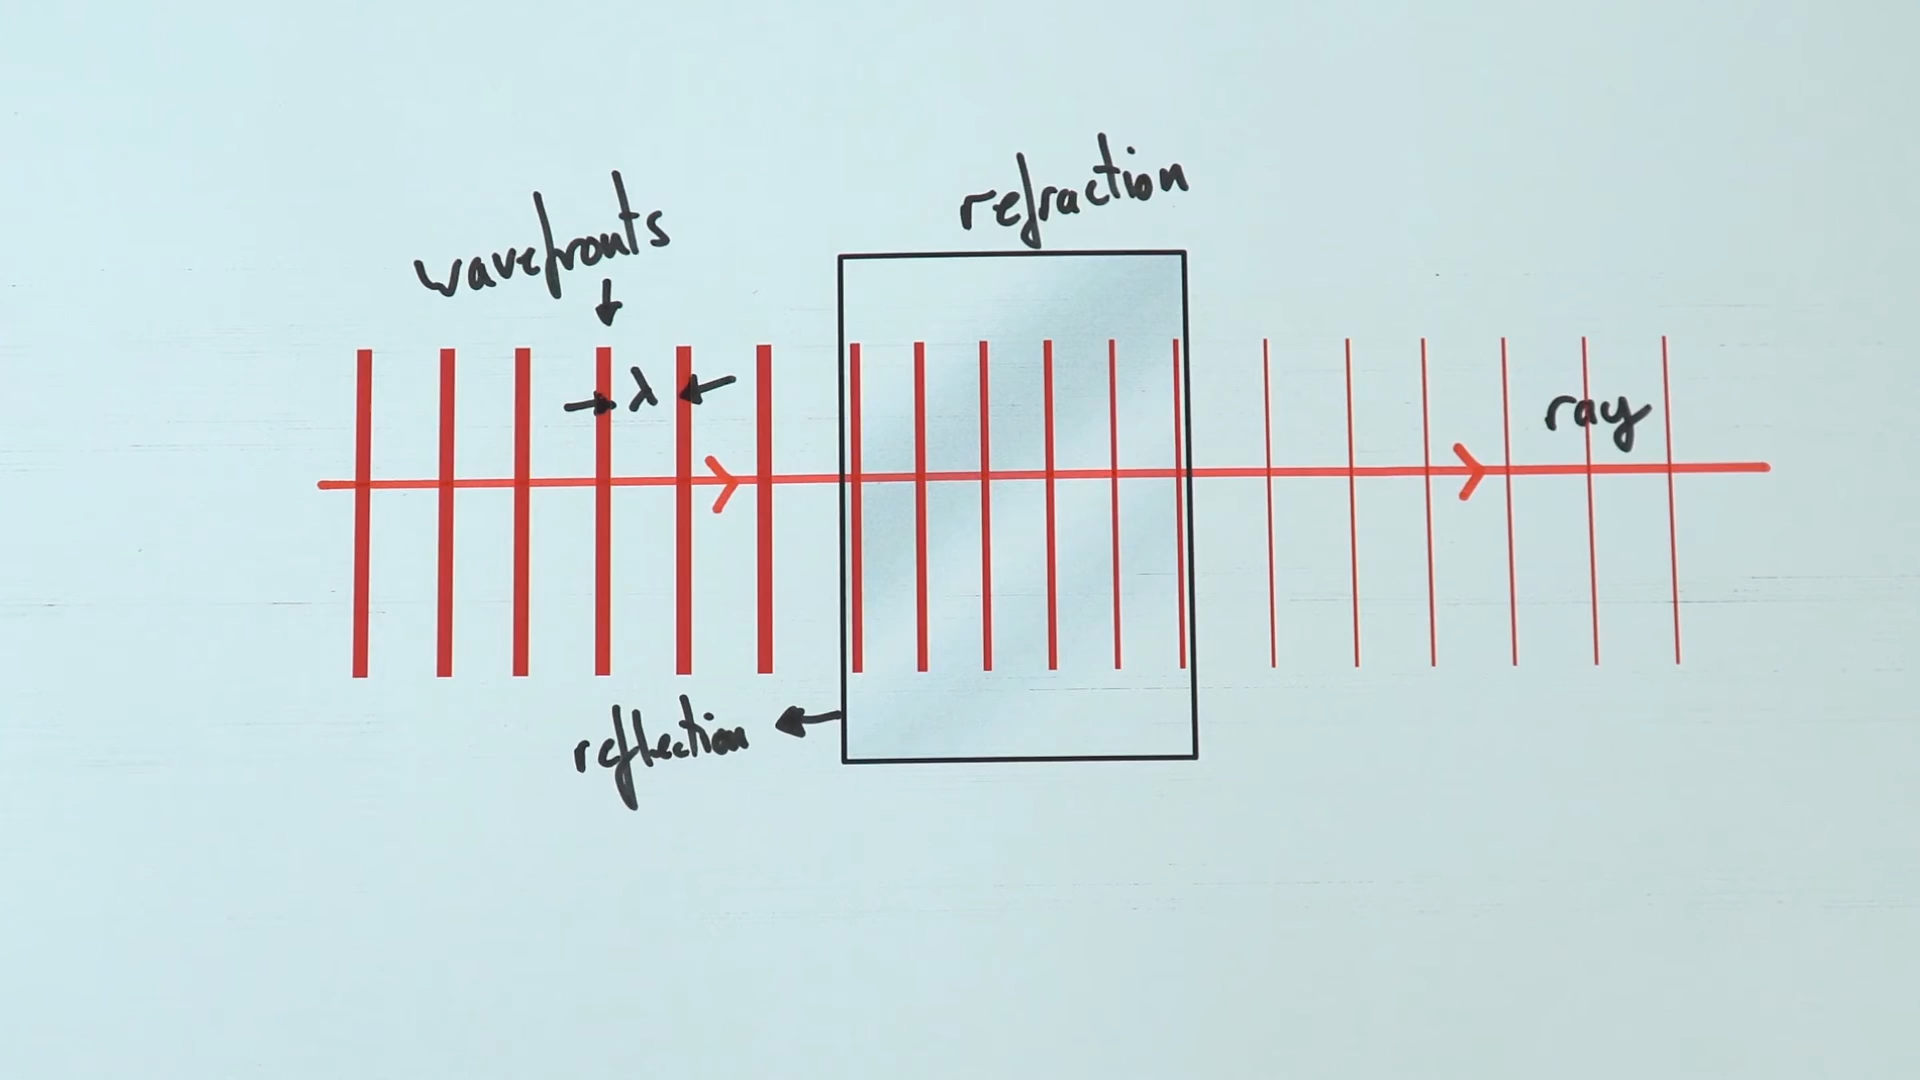 refraction
wavefronts
λ
ray
reflection